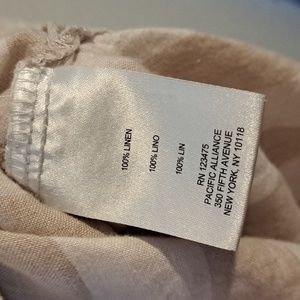 100% LINEN
100% LINO
100% LIN
RN 123475
PACIFIC ALLIANCE
350 FIFTH AVENUE
NEW YORK, NY 10118